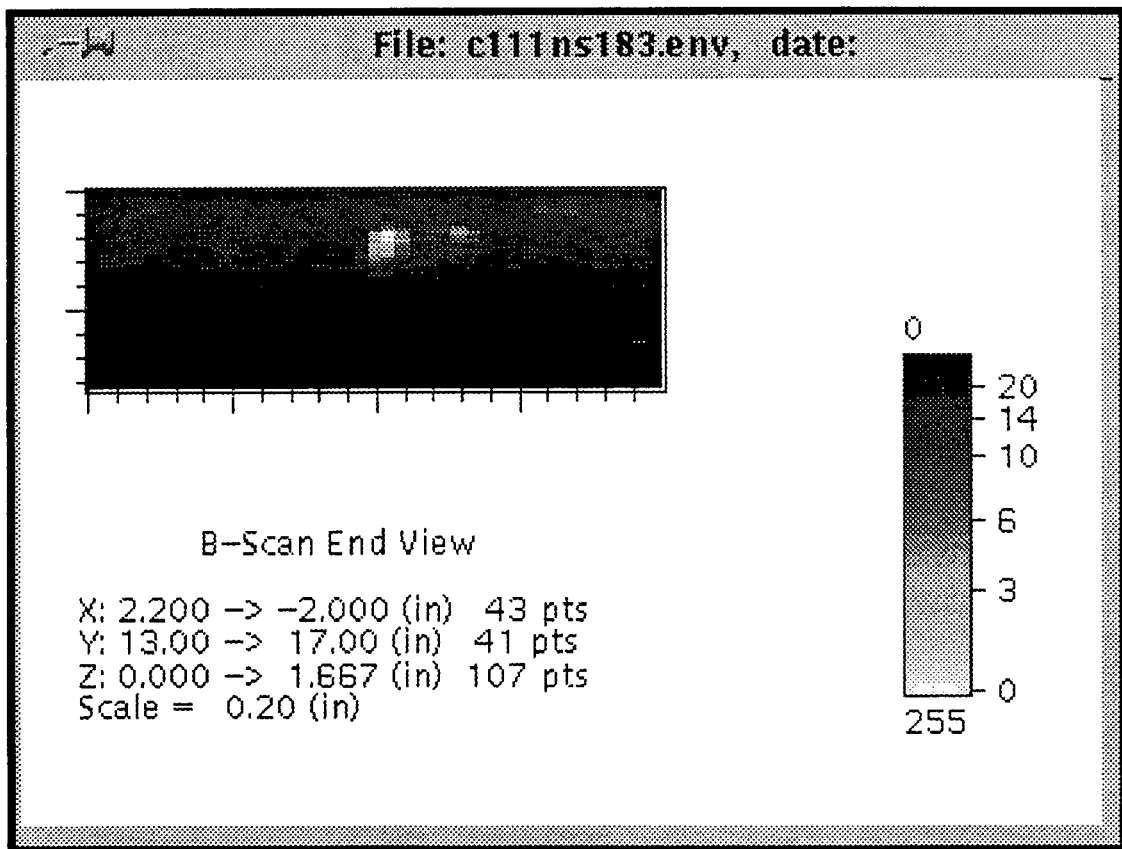 File: c111ns183.env, date:
0
20
14
10
6
3
0
255
B-Scan End View
X: 2.200 -> -2.000 (in) 43 pts
Y: 13.00 -> 17.00 (in) 41 pts
Z: 0.000 -> 1.667 (in) 107 pts
Scale = 0.20 (in)